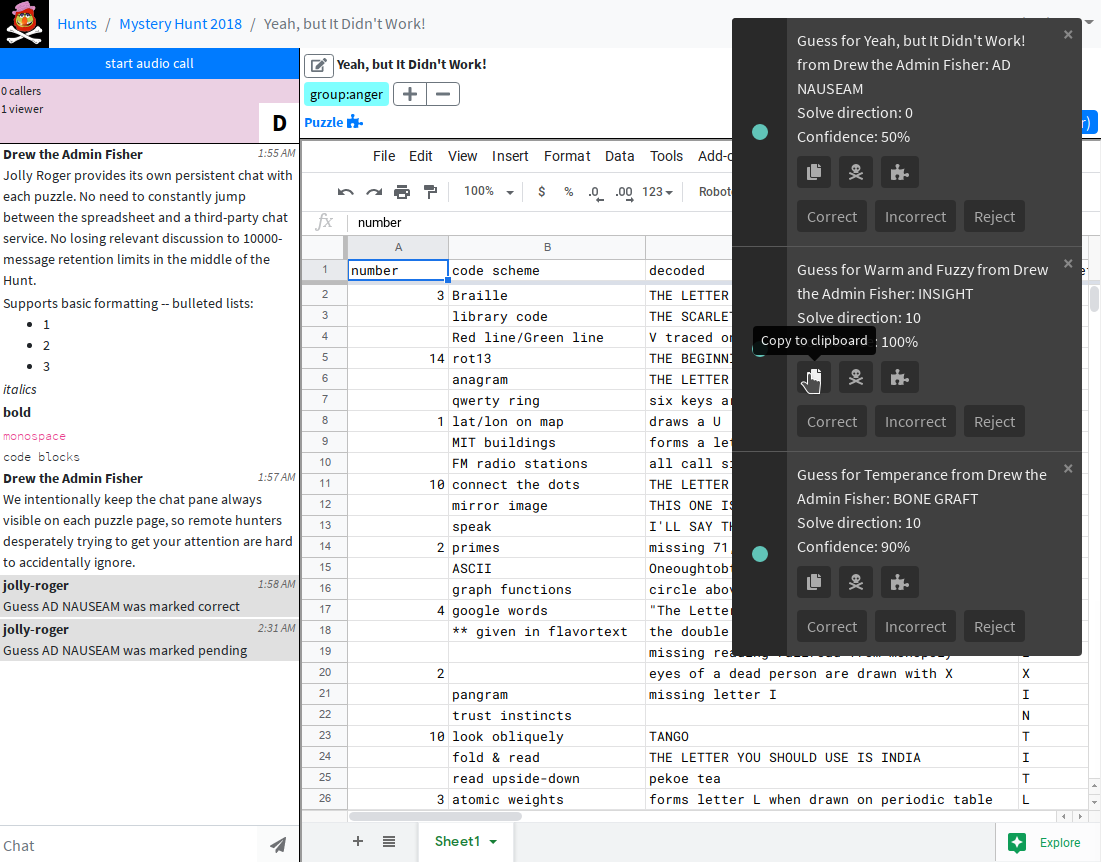 Hunts / Mystery Hunt 2018 / Yeah, but It Didn't Work!
start audio call
0 callers
1 viewer
D
Drew the Admin Fisher 1:55 AM
Jolly Roger provides its own persistent chat with
each puzzle. No need to constantly jump
between the spreadsheet and a third-party chat
service. No losing relevant discussion to 10000-
message retention limits in the middle of the
Hunt.
Supports basic formatting -- bulleted lists:
• 1
• 2
• 3
italics
bold
monospace
code blocks
Drew the Admin Fisher 1:57 AM
We intentionally keep the chat pane always
visible on each puzzle page, so remote hunters
desperately trying to get your attention are hard
to accidentally ignore.
jolly-roger 1:58 AM
Guess AD NAUSEAM was marked correct
jolly-roger 2:31 AM
Guess AD NAUSEAM was marked pending
Chat
Yeah, but It Didn't Work!
group:anger
Puzzle
File Edit View Insert Format Data Tools Add-o
100% $ % .0 .00 123 Robot
fx number
A B
1 number code scheme decoded
2 3 Braille THE LETTER
3 library code THE SCARLET
4 Red line/Green line V traced on
5 14 rot13 THE BEGINNI
6 anagram THE LETTER
7 qwerty ring six keys ar
8 1 lat/lon on map draws a U
9 MIT buildings forms a let
10 FM radio stations all call si
11 10 connect the dots THE LETTER
12 mirror image THIS ONE IS
13 speak I'LL SAY TH
14 2 primes missing 71,
15 ASCII Oneoughtobt
16 graph functions circle abov
17 4 google words "The Letter
18 ** given in flavortext the double
19 missing reading railroad from monopoly
20 2 eyes of a dead person are drawn with X X
21 pangram missing letter I I
22 trust instincts N
23 10 look obliquely TANGO T
24 fold & read THE LETTER YOU SHOULD USE IS INDIA I
25 read upside-down pekoe tea T
26 3 atomic weights forms letter L when drawn on periodic table L
Sheet1
Explore
Guess for Yeah, but It Didn't Work! ×
from Drew the Admin Fisher: AD
NAUSEAM
Solve direction: 0
Confidence: 50%
Correct Incorrect Reject
Guess for Warm and Fuzzy from Drew ×
the Admin Fisher: INSIGHT
Solve direction: 10
: 100%
Copy to clipboard
Correct Incorrect Reject
Guess for Temperance from Drew the ×
Admin Fisher: BONE GRAFT
Solve direction: 10
Confidence: 90%
Correct Incorrect Reject
r)